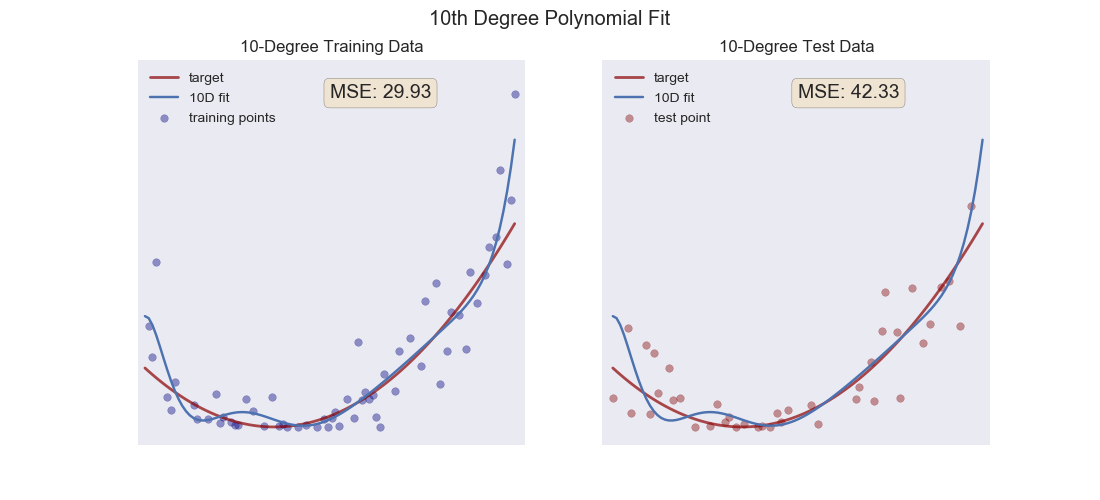 10th Degree Polynomial Fit
10-Degree Training Data
target
10D fit
training points
MSE: 29.93
10-Degree Test Data
target
10D fit
test point
MSE: 42.33